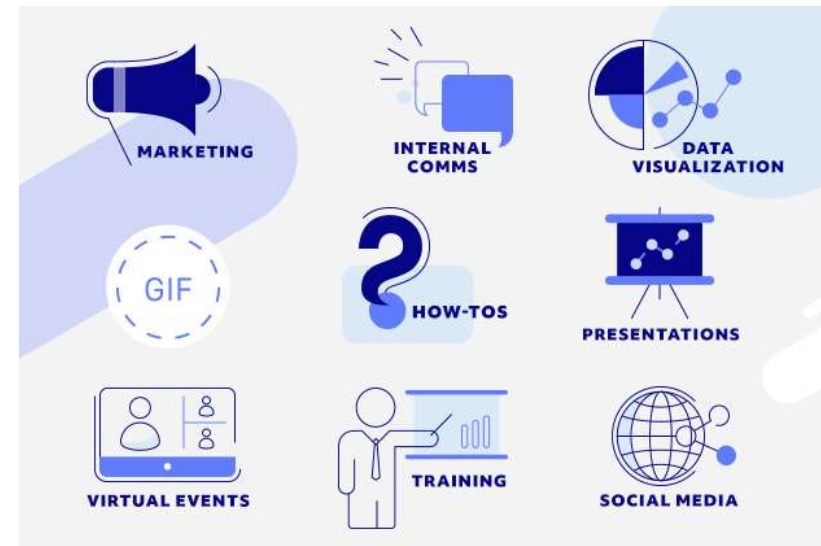 MARKETING
INTERNAL
COMMS
DATA
VISUALIZATION
GIF
HOW-TOS
PRESENTATIONS
VIRTUAL EVENTS
TRAINING
SOCIAL MEDIA